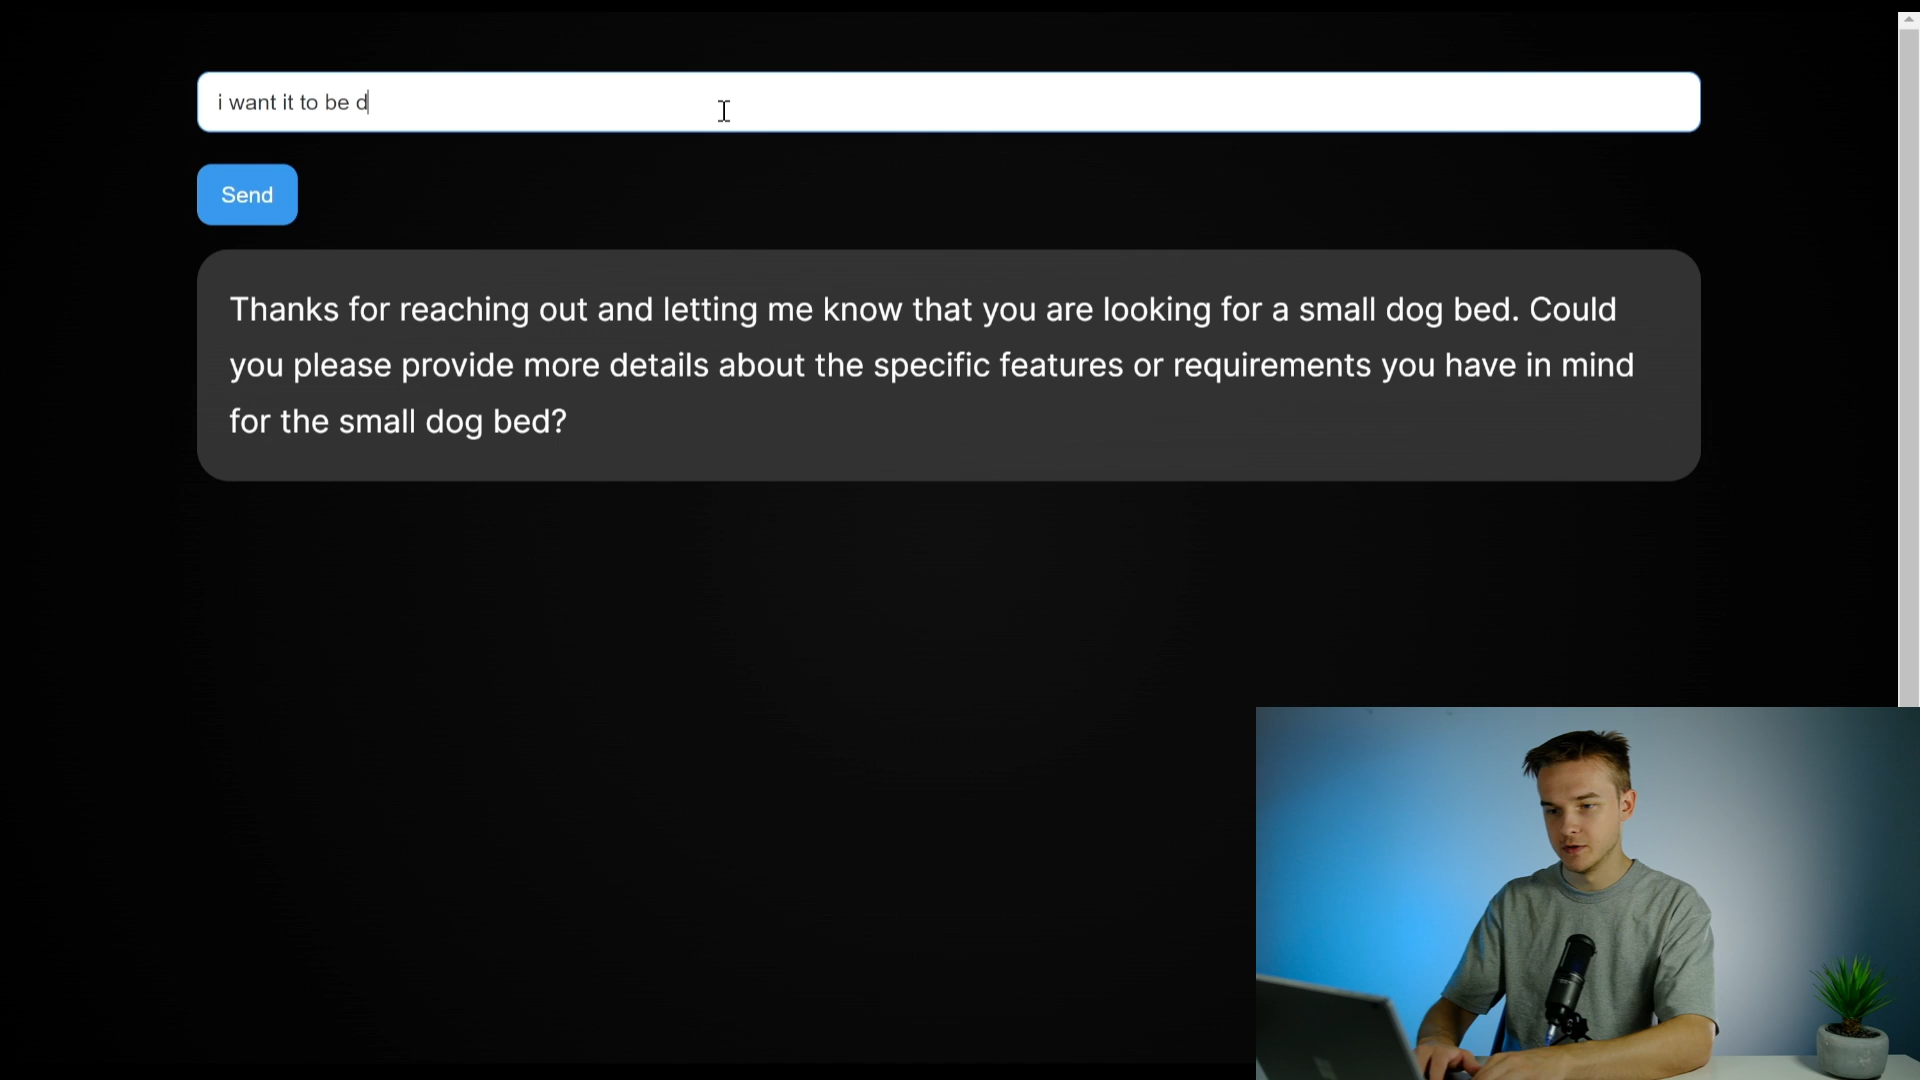 i want it to be d
Send
Thanks for reaching out and letting me know that you are looking for a small dog bed. Could
you please provide more details about the specific features or requirements you have in mind
for the small dog bed?